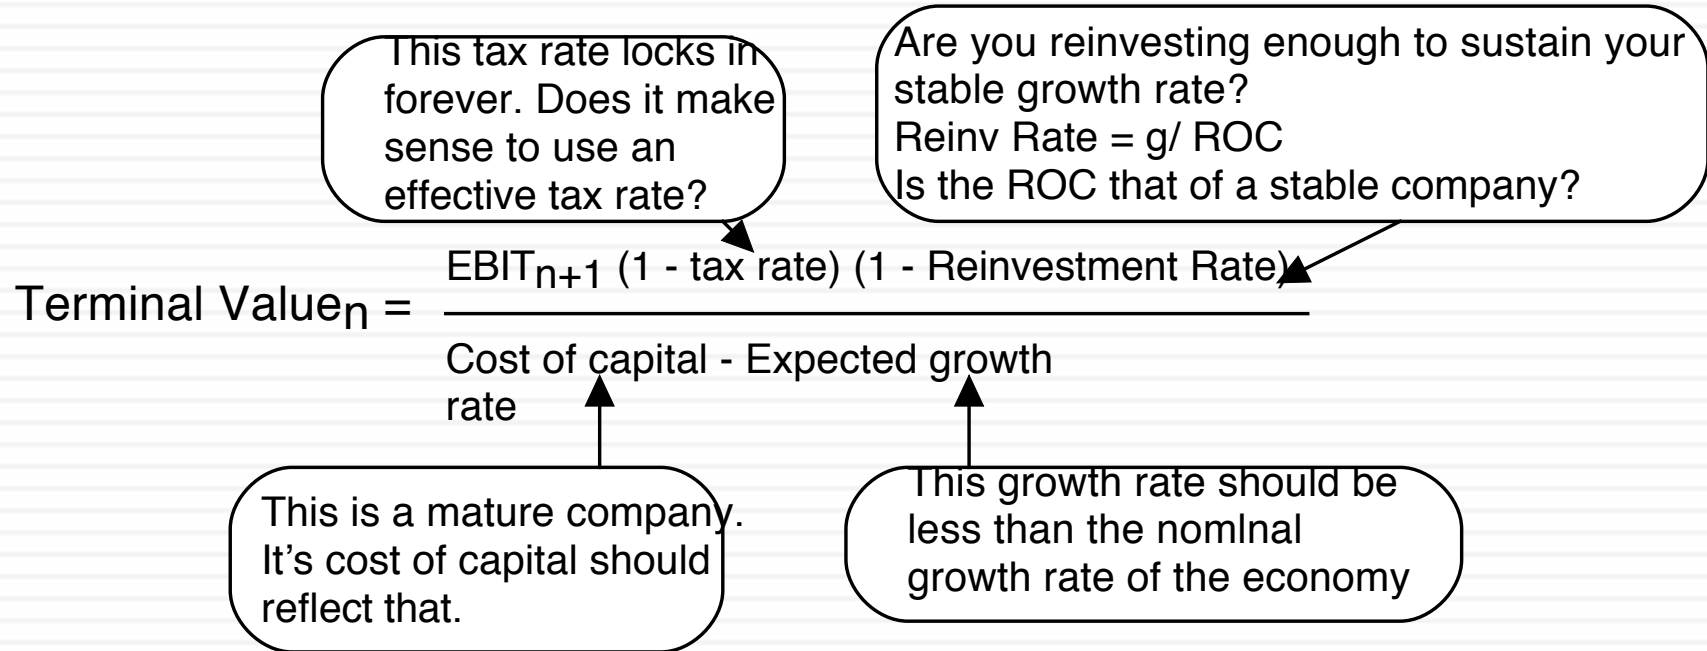 This tax rate locks in
forever. Does it make
sense to use an
effective tax rate?
Are you reinvesting enough to sustain your
stable growth rate?
Reinv Rate = g/ ROC
Is the ROC that of a stable company?
Terminal Valuen =
EBITn+1 (1 - tax rate) (1 - Reinvestment Rate)
Cost of capital - Expected growth
rate
This is a mature company.
It’s cost of capital should
reflect that.
This growth rate should be
less than the nomInal
growth rate of the economy